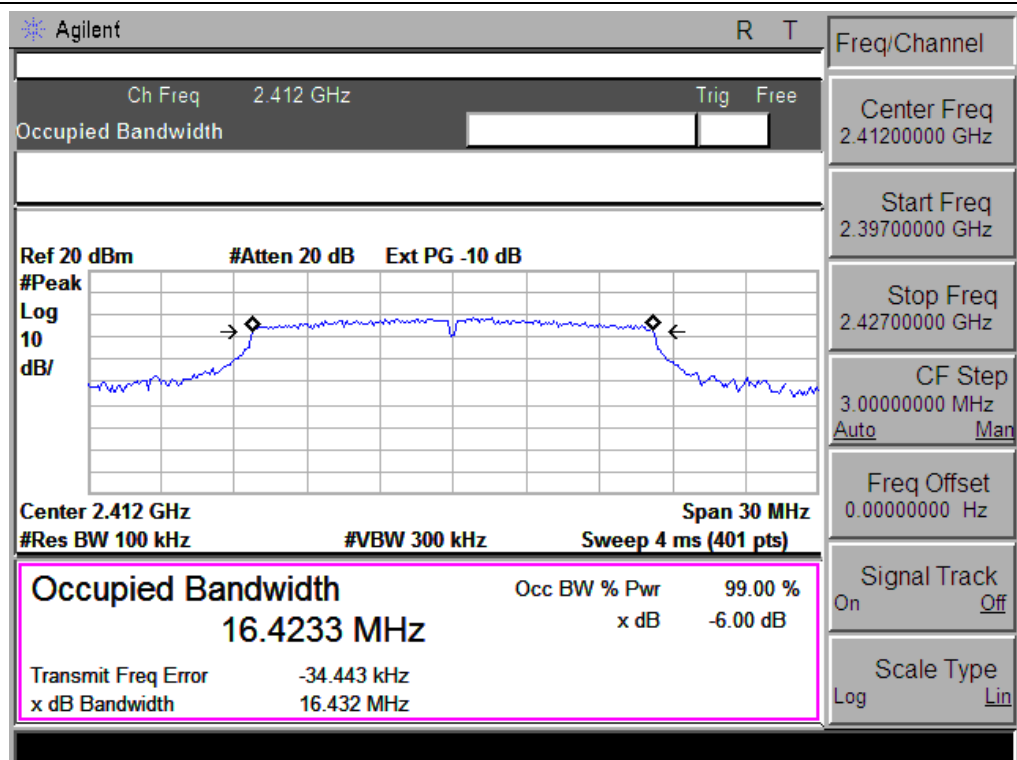 Agilent R T
Ch Freq 2.412 GHz Trig Free
Occupied Bandwidth
Ref 20 dBm #Atten 20 dB Ext PG -10 dB
#Peak
Log
10
dB/
Center 2.412 GHz Span 30 MHz
#Res BW 100 kHz #VBW 300 kHz Sweep 4 ms (401 pts)
Occupied Bandwidth Occ BW % Pwr 99.00 %
16.4233 MHz x dB -6.00 dB
Transmit Freq Error -34.443 kHz
x dB Bandwidth 16.432 MHz
Freq/Channel
Center Freq
2.41200000 GHz
Start Freq
2.39700000 GHz
Stop Freq
2.42700000 GHz
CF Step
3.00000000 MHz
Auto Man
Freq Offset
0.00000000 Hz
Signal Track
On Off
Scale Type
Log Lin